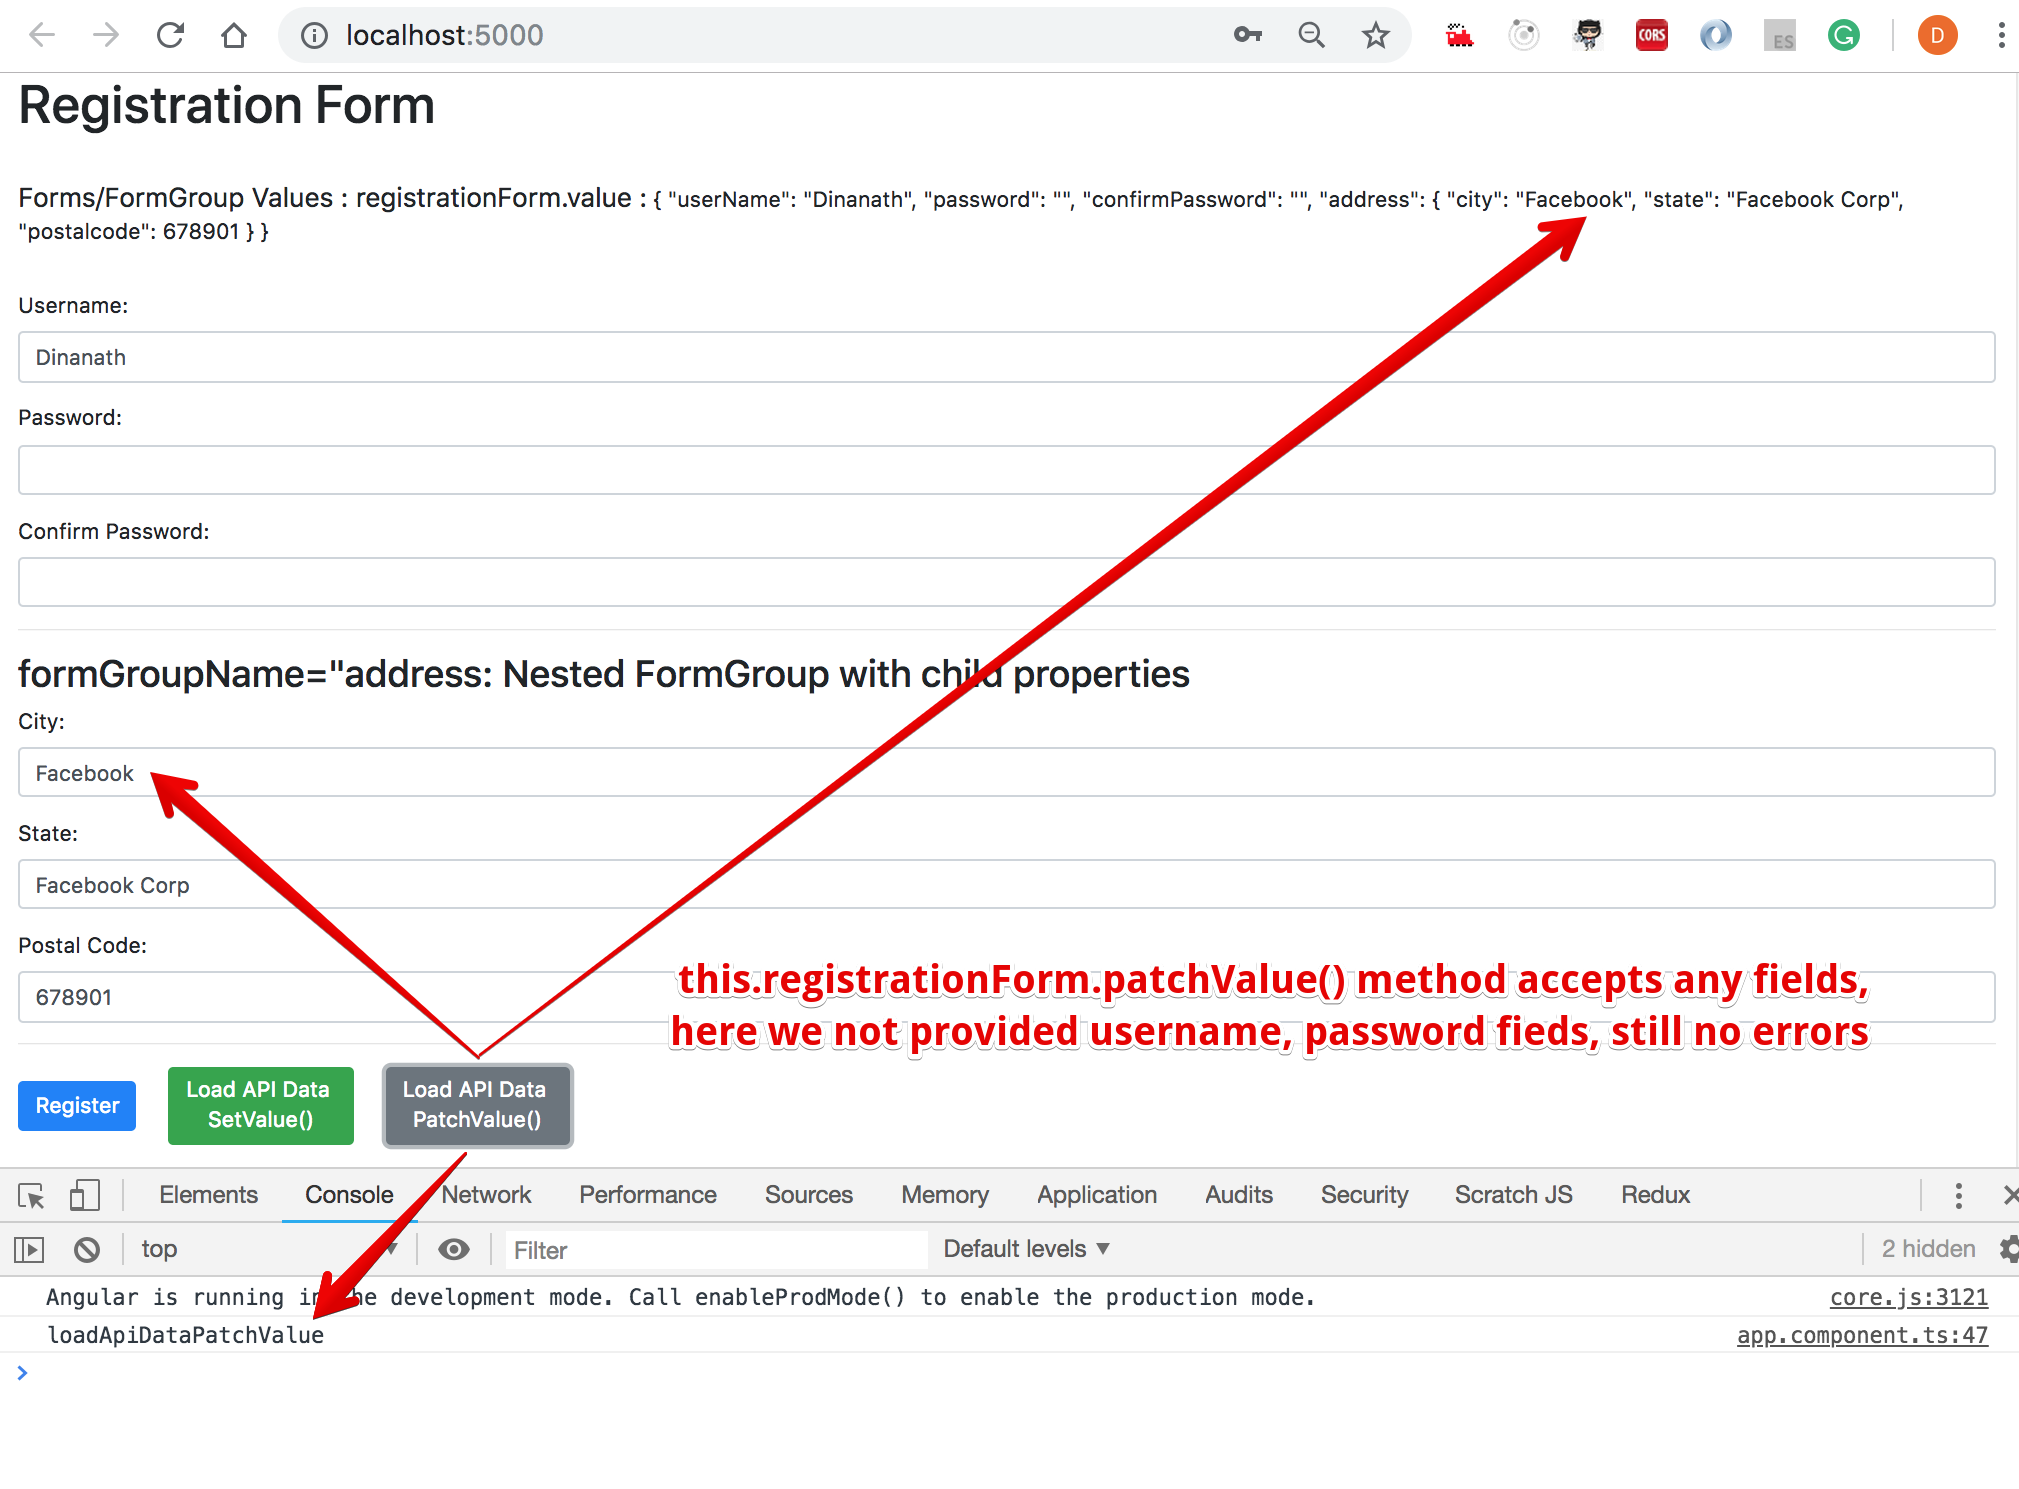 localhost:5000
CORS
ES
G
D
Registration Form
Forms/FormGroup Values : registrationForm.value : { "userName": "Dinanath", "password": "", "confirmPassword": "", "address": { "city": "Facebook", "state": "Facebook Corp",
"postalcode": 678901 } }
Username:
Dinanath
Password:
Confirm Password:
formGroupName="address: Nested FormGroup with child properties
City:
Facebook
State:
Facebook Corp
Postal Code:
678901
this.registrationForm.patchValue() method accepts any fields,
here we not provided username, password fieds, still no errors
Register
Load API Data
SetValue()
Load API Data
PatchValue()
Elements Console Network Performance Sources Memory Application Audits Security Scratch JS Redux
top Filter Default levels ▼ 2 hidden
Angular is running in the development mode. Call enableProdMode() to enable the production mode. core.js:3121
loadApiDataPatchValue app.component.ts:47